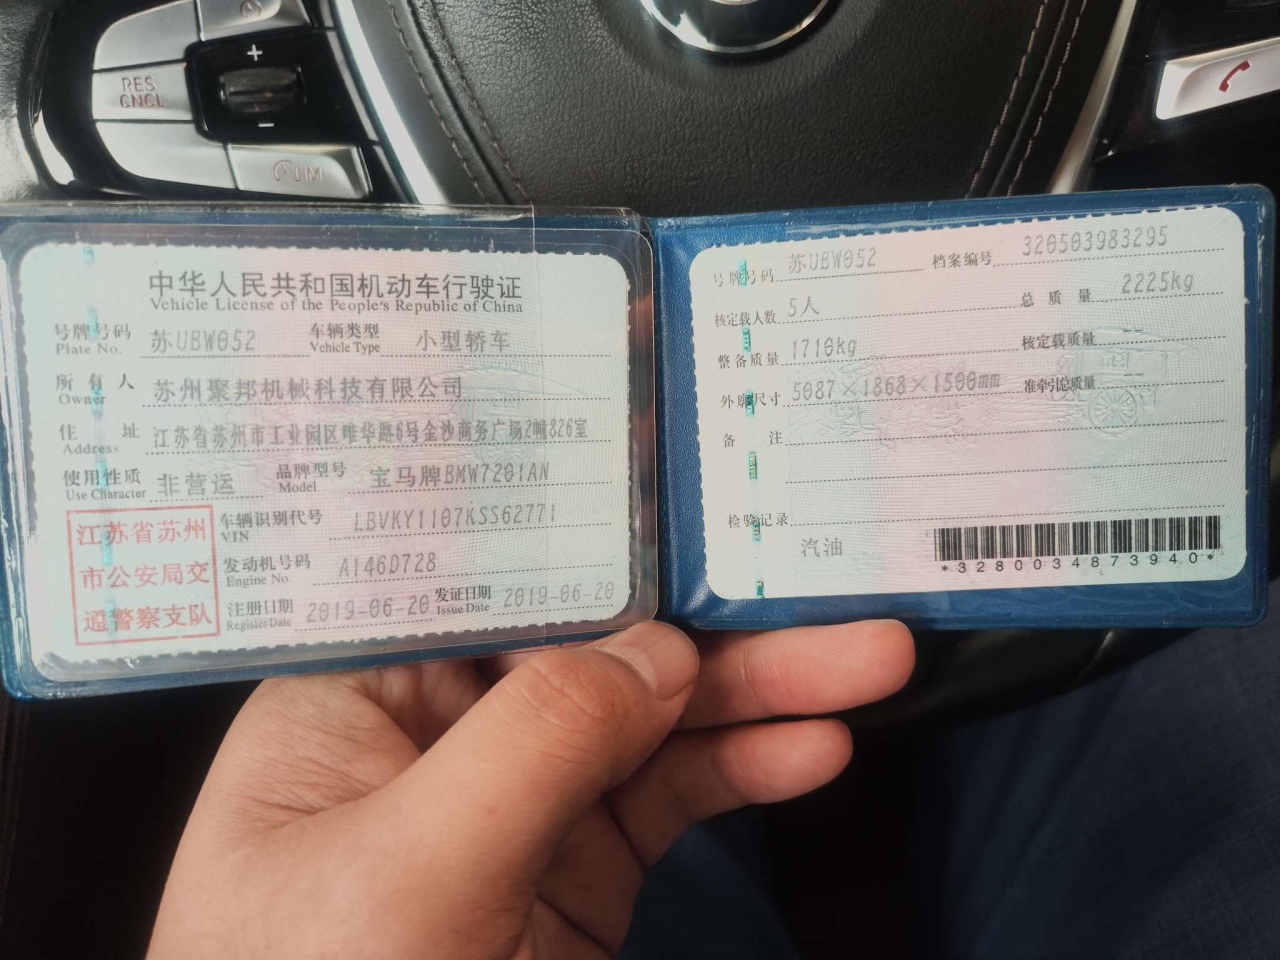 RES
CNCL
+
-
LIM
中华人民共和国机动车行驶证
Vehicle License of the People's Republic of China
号牌号码 苏UBW052 车辆类型 小型轿车
Plate No. Vehicle Type
所有人 苏州聚邦机械科技有限公司
Owner
住址 江苏省苏州市工业园区唯华路6号金沙商务广场2幢826室
Address
使用性质 非营运 品牌型号 宝马牌BMW7201AN
Use Character Model
江苏省苏州
市公安局交
通警察支队
车辆识别代号 LBVKY1107KSS62771
VIN
发动机号码 A146D728
Engine No.
注册日期 2019-06-20 发证日期 2019-06-20
Register Date Issue Date
号牌号码 苏UBW052 档案编号 320503983295
核定载人数 5人 总质量 2225kg
整备质量 1710kg 核定载质量 --
外廓尺寸 5087×1868×1500mm 准牵引总质量 --
备注
检验记录
汽油
*3280034873940*